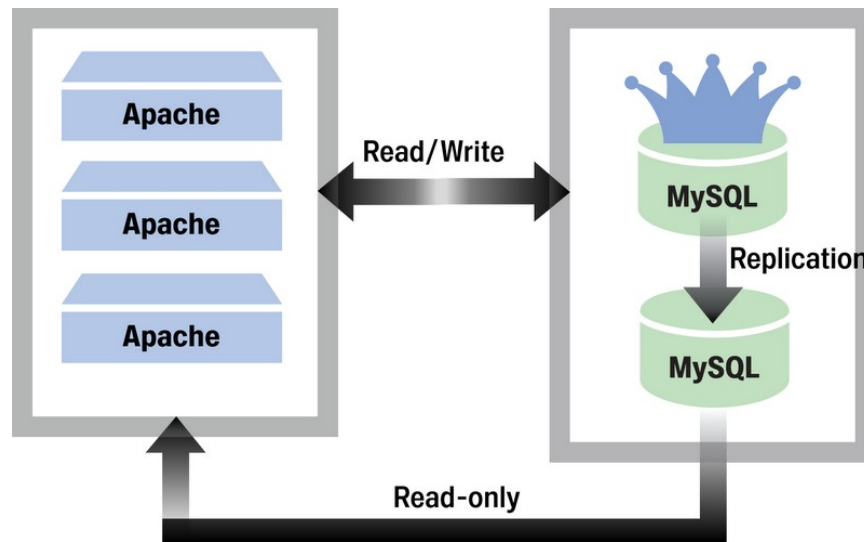 Apache
Apache
Apache
Read/Write
MySQL
Replication
MySQL
Read-only